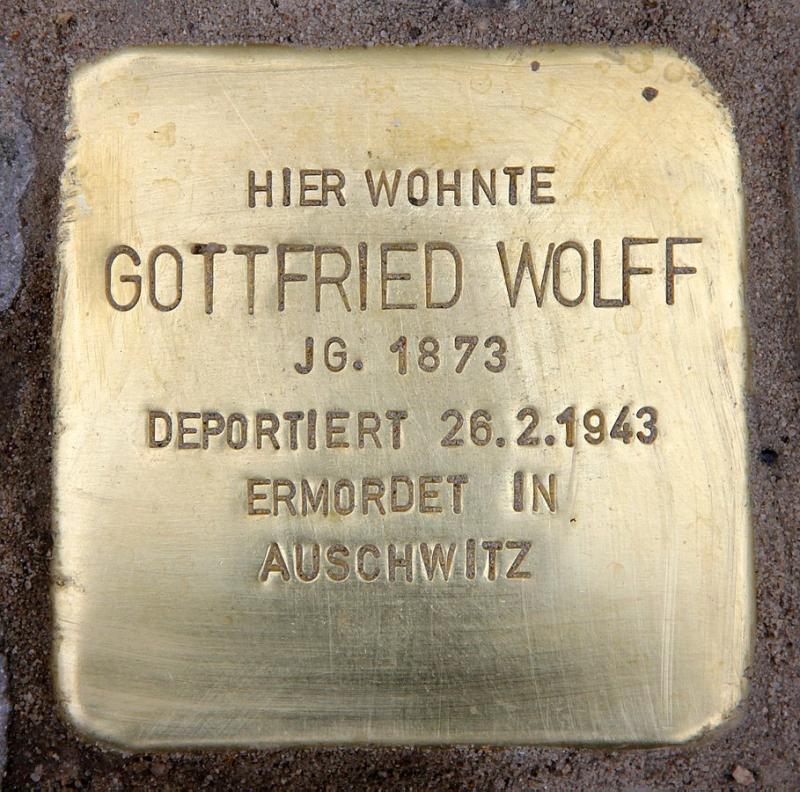 HIER WOHNTE
GOTTFRIED WOLFF
JG. 1873
DEPORTIERT 26.2.1943
ERMORDET IN
AUSCHWITZ